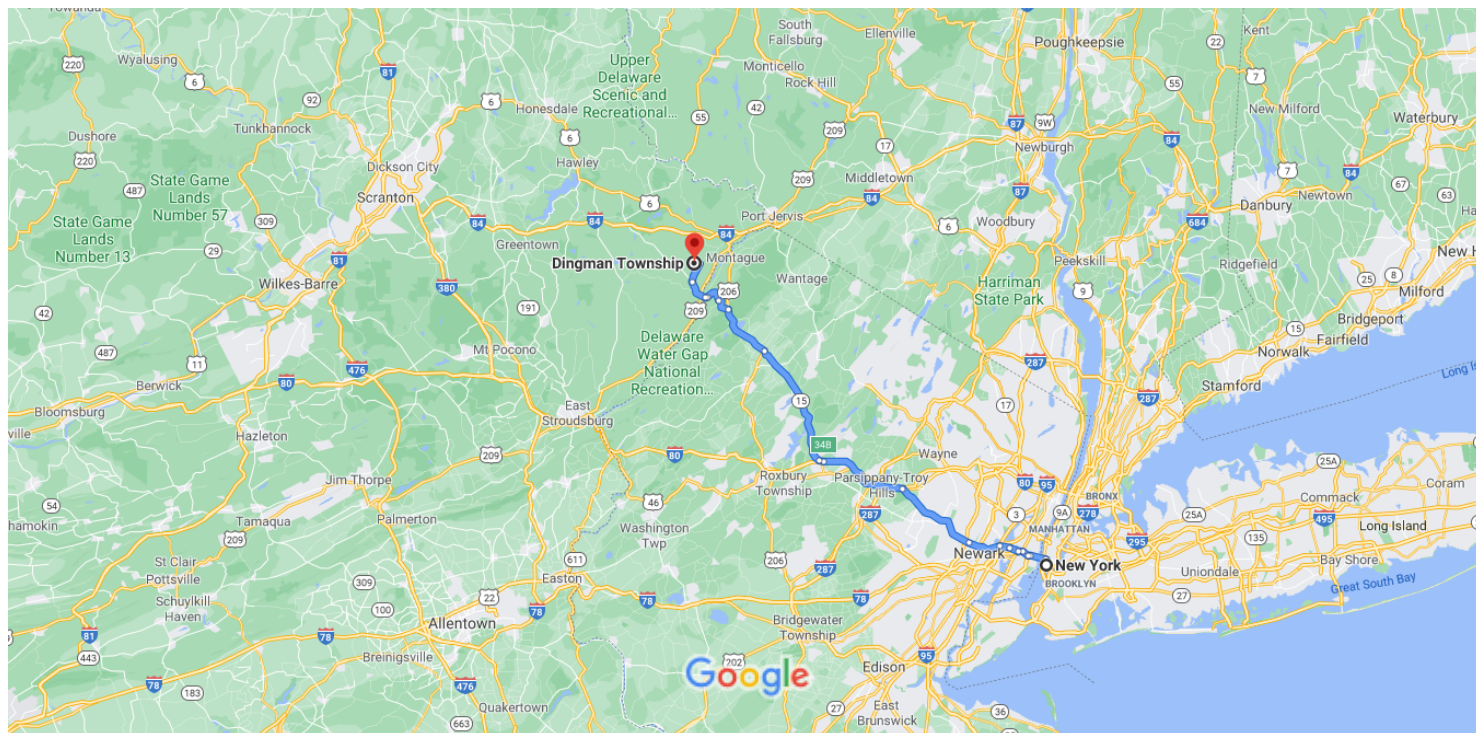 Towanda
Wyalusing
220
6
81
92
6
Honesdale
Upper
Delaware
Scenic and
Recreational...
South
Fallsburg
Ellenville
Monticello
Rock Hill
42
55
209
Poughkeepsie
9W
22
Kent
7
55
New Milford
Waterbury
Dushore
220
Tunkhannock
487
State Game
Lands
Number 57
309
Dickson City
Scranton
6
Hawley
6
17
Middletown
84
87
Newburgh
84
87
7
Newtown
84
67
63
State Game
Lands
Number 13
29
81
84
84
Greentown
209
Port Jervis
84
6
Woodbury
684
Danbury
Wilkes-Barre
380
Dingman Township
Montague
Wantage
Harriman
State Park
Peekskill
9
Ridgefield
8
25
Milford
42
191
206
209
Bridgeport
Fairfield
15
Norwalk
487
11
476
Mt Pocono
Delaware
Water Gap
National
Recreation...
287
Stamford
Berwick
80
Bloomsburg
East
Stroudsburg
15
17
287
Hazleton
34B
80
Wayne
209
Roxbury
Township
Parsippany-Troy
Hills
80
95
BRONX
25A
Commack
Coram
Jim Thorpe
54
Tamaqua
Palmerton
46
Washington
Twp
287
3
9A
278
MANHATTAN
25A
495
Long Island
209
St Clair
Pottsville
611
206
Newark
New York
295
135
Bay Shore
Uniondale
BROOKLYN
Great South Bay
27
Schuylkill
Haven
309
100
22
Easton
78
287
78
Allentown
78
Bridgewater
Township
81
443
78
Breinigsville
202
Google
Edison
95
78
183
476
Quakertown
663
27
East
Brunswick
36